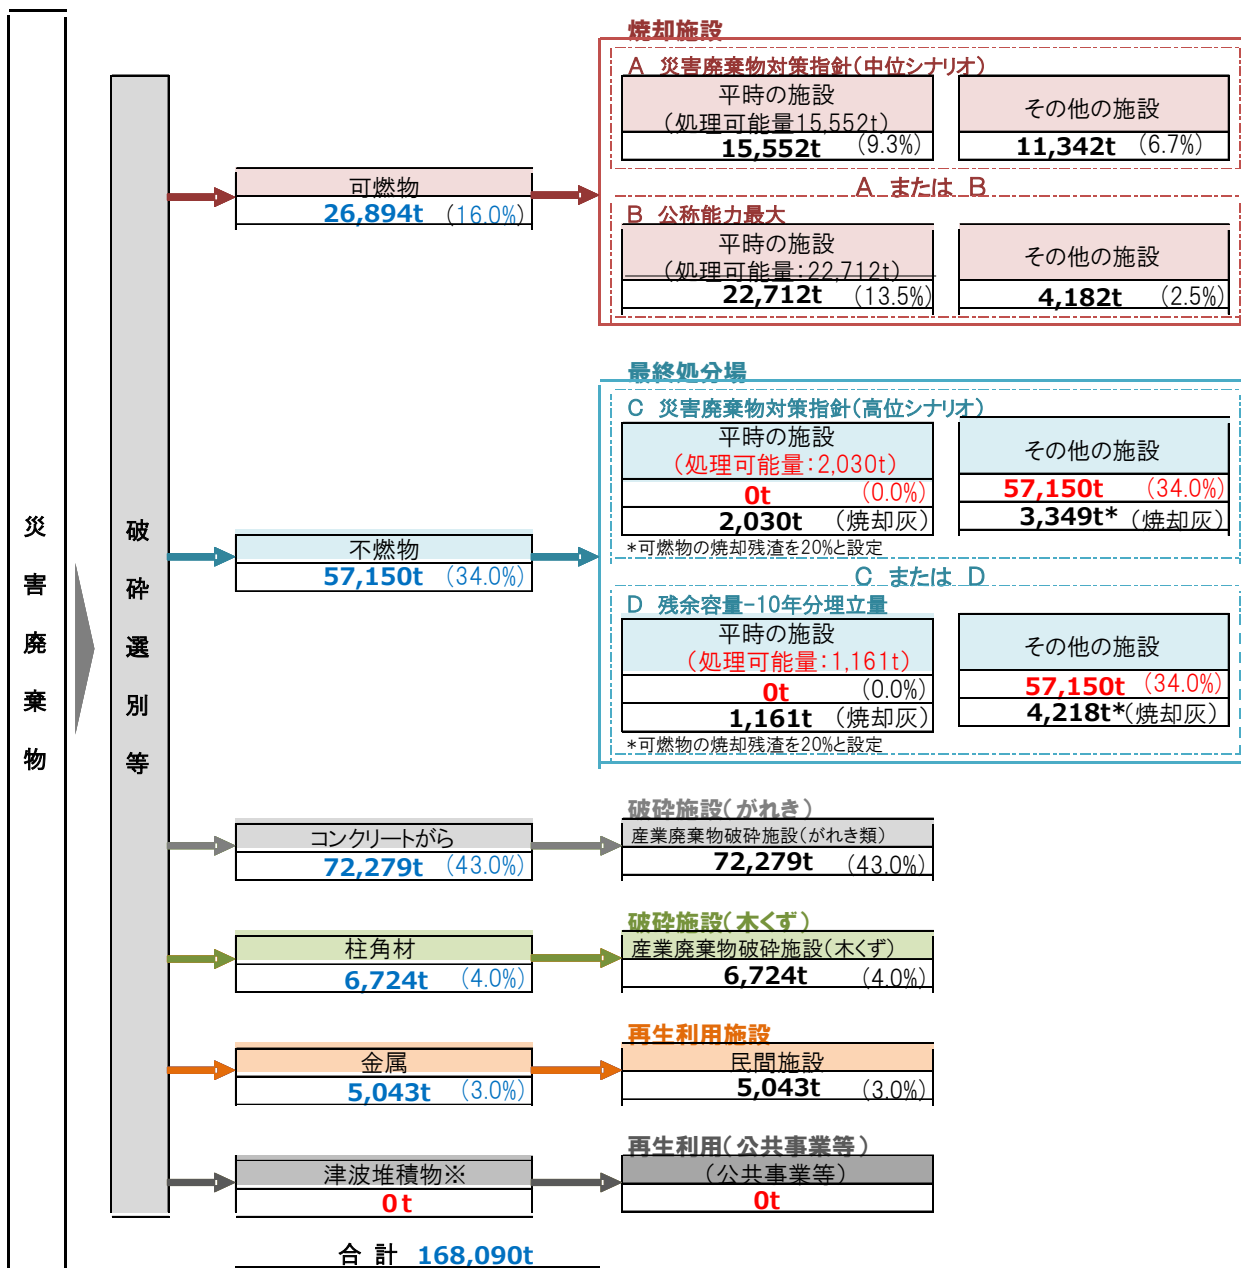 災害廃棄物
破砕選別等
可燃物
26,894t (16.0%)
焼却施設
A 災害廃棄物対策指針(中位シナリオ)
平時の施設
(処理可能量15,552t)
15,552t (9.3%)
その他の施設
11,342t (6.7%)
A または B
B 公称能力最大
平時の施設
(処理可能量:22,712t)
22,712t (13.5%)
その他の施設
4,182t (2.5%)
不燃物
57,150t (34.0%)
最終処分場
C 災害廃棄物対策指針(高位シナリオ)
平時の施設
(処理可能量:2,030t)
0t (0.0%)
2,030t (焼却灰)
その他の施設
57,150t (34.0%)
3,349t* (焼却灰)
*可燃物の焼却残渣を20%と設定
C または D
D 残余容量-10年分埋立量
平時の施設
(処理可能量:1,161t)
0t (0.0%)
1,161t (焼却灰)
その他の施設
57,150t (34.0%)
4,218t*(焼却灰)
*可燃物の焼却残渣を20%と設定
コンクリートがら
72,279t (43.0%)
破砕施設(がれき)
産業廃棄物破砕施設(がれき類)
72,279t (43.0%)
柱角材
6,724t (4.0%)
破砕施設(木くず)
産業廃棄物破砕施設(木くず)
6,724t (4.0%)
金属
5,043t (3.0%)
再生利用施設
民間施設
5,043t (3.0%)
津波堆積物※
0t
再生利用(公共事業等)
(公共事業等)
0t
合 計 168,090t